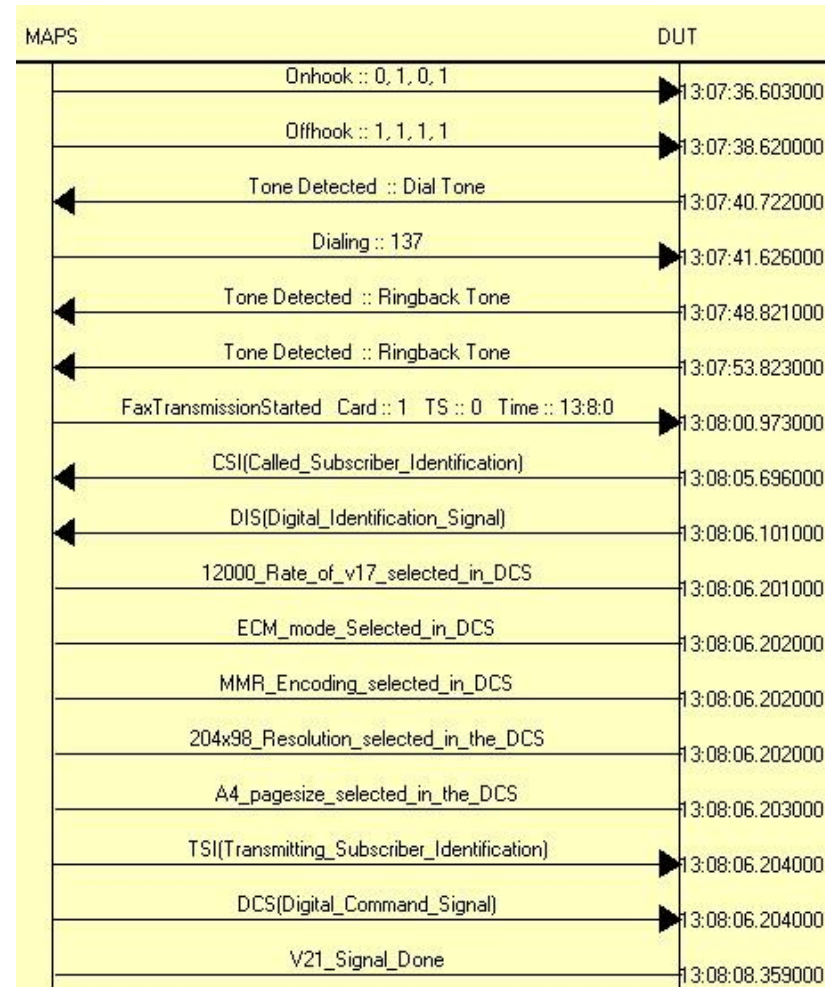 MAPS DUT
Onhook :: 0, 1, 0, 1
13:07:36.603000
Offhook :: 1, 1, 1, 1
13:07:38.620000
Tone Detected :: Dial Tone
13:07:40.722000
Dialing :: 137
13:07:41.626000
Tone Detected :: Ringback Tone
13:07:48.821000
Tone Detected :: Ringback Tone
13:07:53.823000
FaxTransmissionStarted Card :: 1 TS :: 0 Time :: 13:8:0
13:08:00.973000
CSI(Called_Subscriber_Identification)
13:08:05.696000
DIS(Digital_Identification_Signal)
13:08:06.101000
12000_Rate_of_v17_selected_in_DCS
13:08:06.201000
ECM_mode_Selected_in_DCS
13:08:06.202000
MMR_Encoding_selected_in_DCS
13:08:06.202000
204x98_Resolution_selected_in_the_DCS
13:08:06.202000
A4_pagesize_selected_in_the_DCS
13:08:06.203000
TSI(Transmitting_Subscriber_Identification)
13:08:06.204000
DCS(Digital_Command_Signal)
13:08:06.204000
V21_Signal_Done
13:08:08.359000